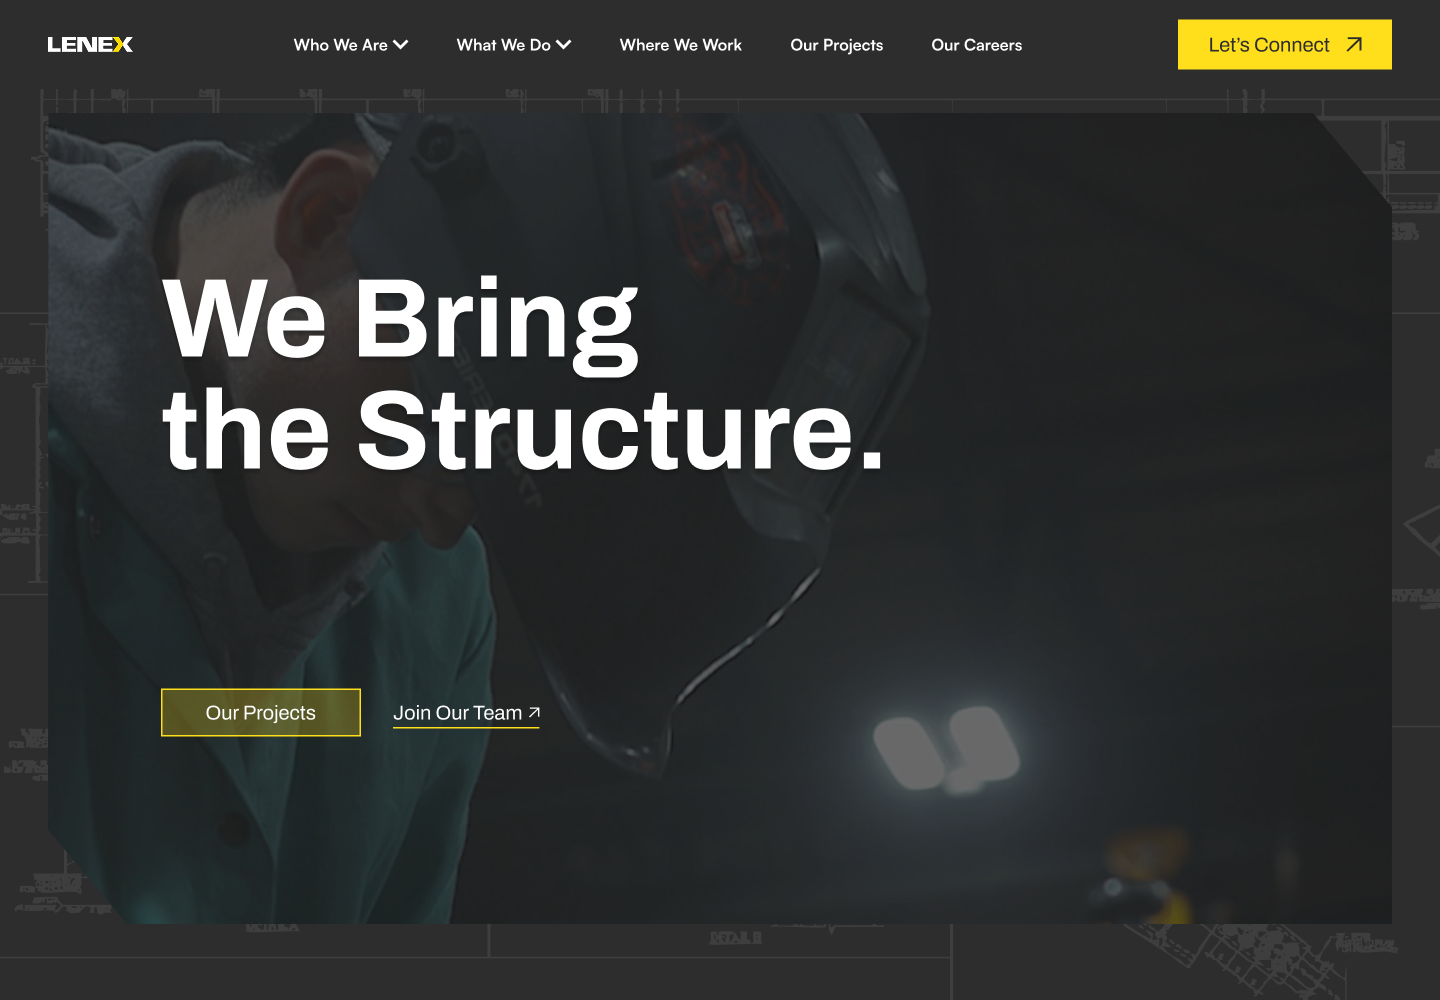 LENEX
Who We Are
What We Do
Where We Work
Our Projects
Our Careers
Let's Connect
We Bring
the Structure.
Our Projects
Join Our Team
DETAIL B